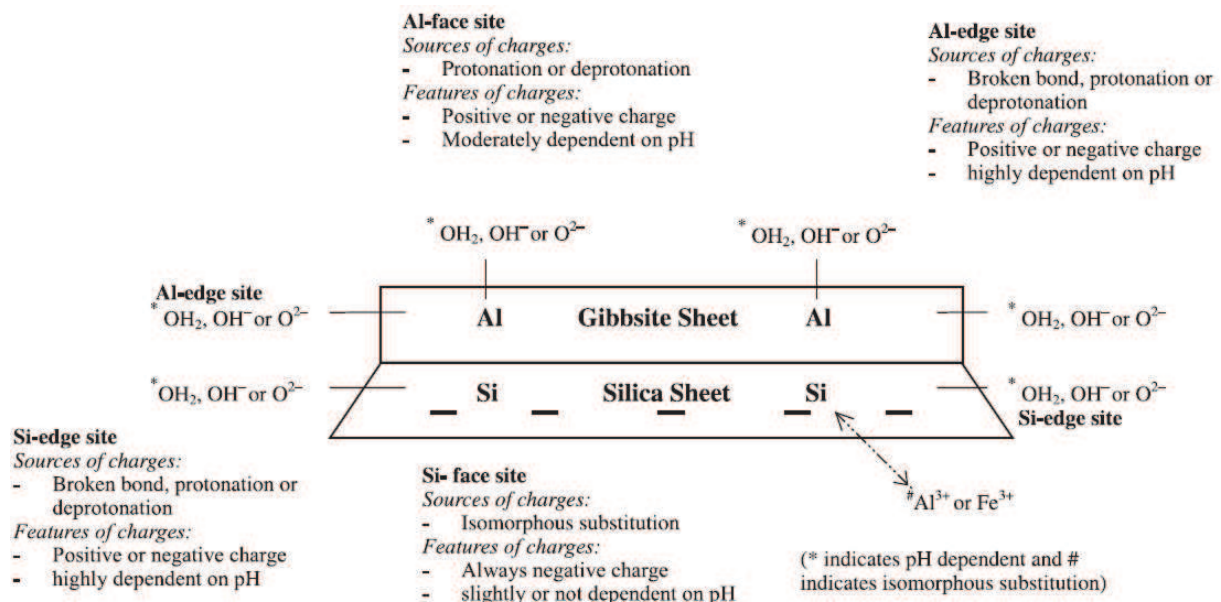 Al-face site
Sources of charges:
- Protonation or deprotonation
Features of charges:
- Positive or negative charge
- Moderately dependent on pH
Al-edge site
Sources of charges:
- Broken bond, protonation or
deprotonation
Features of charges:
- Positive or negative charge
- highly dependent on pH
* OH₂, OH⁻ or O²⁻
* OH₂, OH⁻ or O²⁻
Al-edge site
* OH₂, OH⁻ or O²⁻
Al Gibbsite Sheet Al
* OH₂, OH⁻ or O²⁻
* OH₂, OH⁻ or O²⁻
Si Silica Sheet Si
* OH₂, OH⁻ or O²⁻
Si-edge site
Si-edge site
Sources of charges:
- Broken bond, protonation or
deprotonation
Features of charges:
- Positive or negative charge
- highly dependent on pH
Si- face site
Sources of charges:
- Isomorphous substitution
Features of charges:
- Always negative charge
- slightly or not dependent on pH
# Al³⁺ or Fe³⁺
(* indicates pH dependent and #
indicates isomorphous substitution)